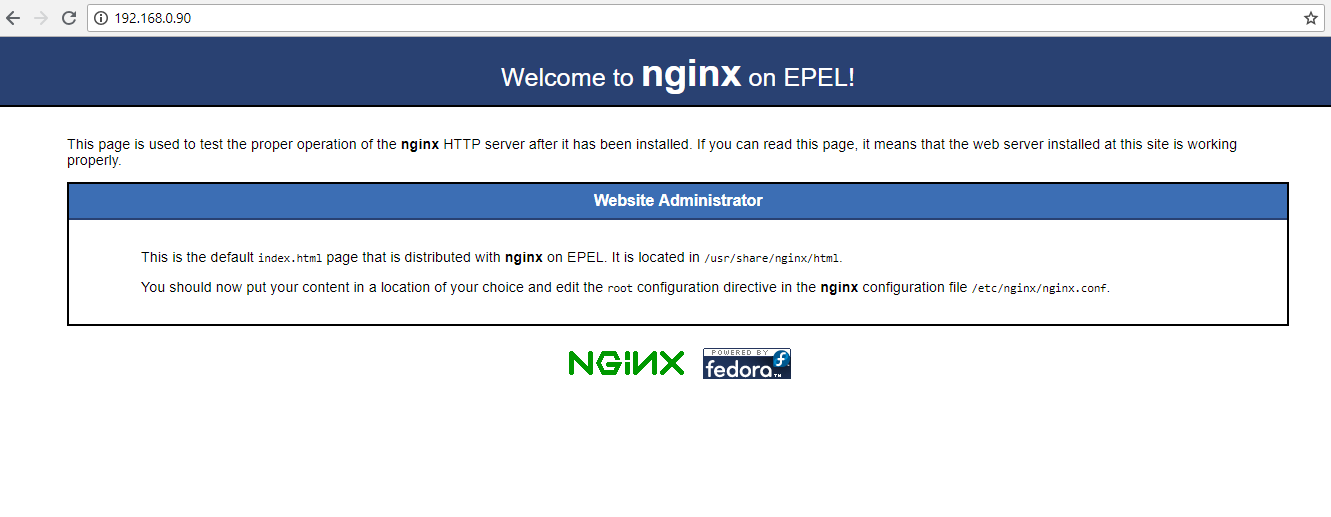 192.168.0.90
Welcome to nginx on EPEL!
This page is used to test the proper operation of the nginx HTTP server after it has been installed. If you can read this page, it means that the web server installed at this site is working
properly.
Website Administrator
This is the default index.html page that is distributed with nginx on EPEL. It is located in /usr/share/nginx/html.
You should now put your content in a location of your choice and edit the root configuration directive in the nginx configuration file /etc/nginx/nginx.conf.
NGiNX
POWERED BY
fedora™